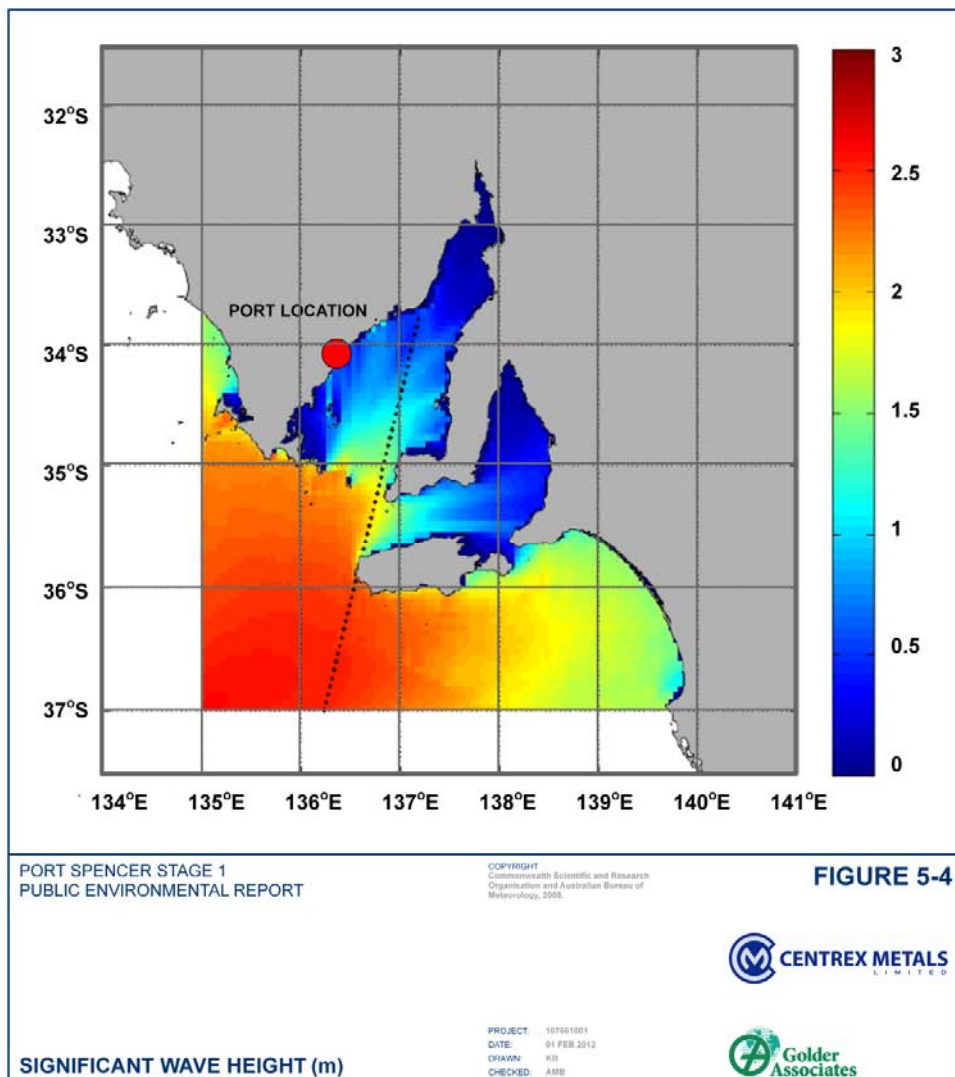 3
32°S
2.5
33°S
2
PORT LOCATION
34°S
1.5
35°S
1
36°S
0.5
37°S
0
134°E 135°E 136°E 137°E 138°E 139°E 140°E 141°E
PORT SPENCER STAGE 1
PUBLIC ENVIRONMENTAL REPORT
COPYRIGHT
Commonwealth Scientific and Research
Organisation and Australian Bureau of
Meteorology, 2008.
FIGURE 5-4
CENTREX METALS
LIMITED
PROJECT: 107661001
DATE: 01 FEB 2012
DRAWN: KB
CHECKED: AMB
SIGNIFICANT WAVE HEIGHT (m)
Golder
Associates